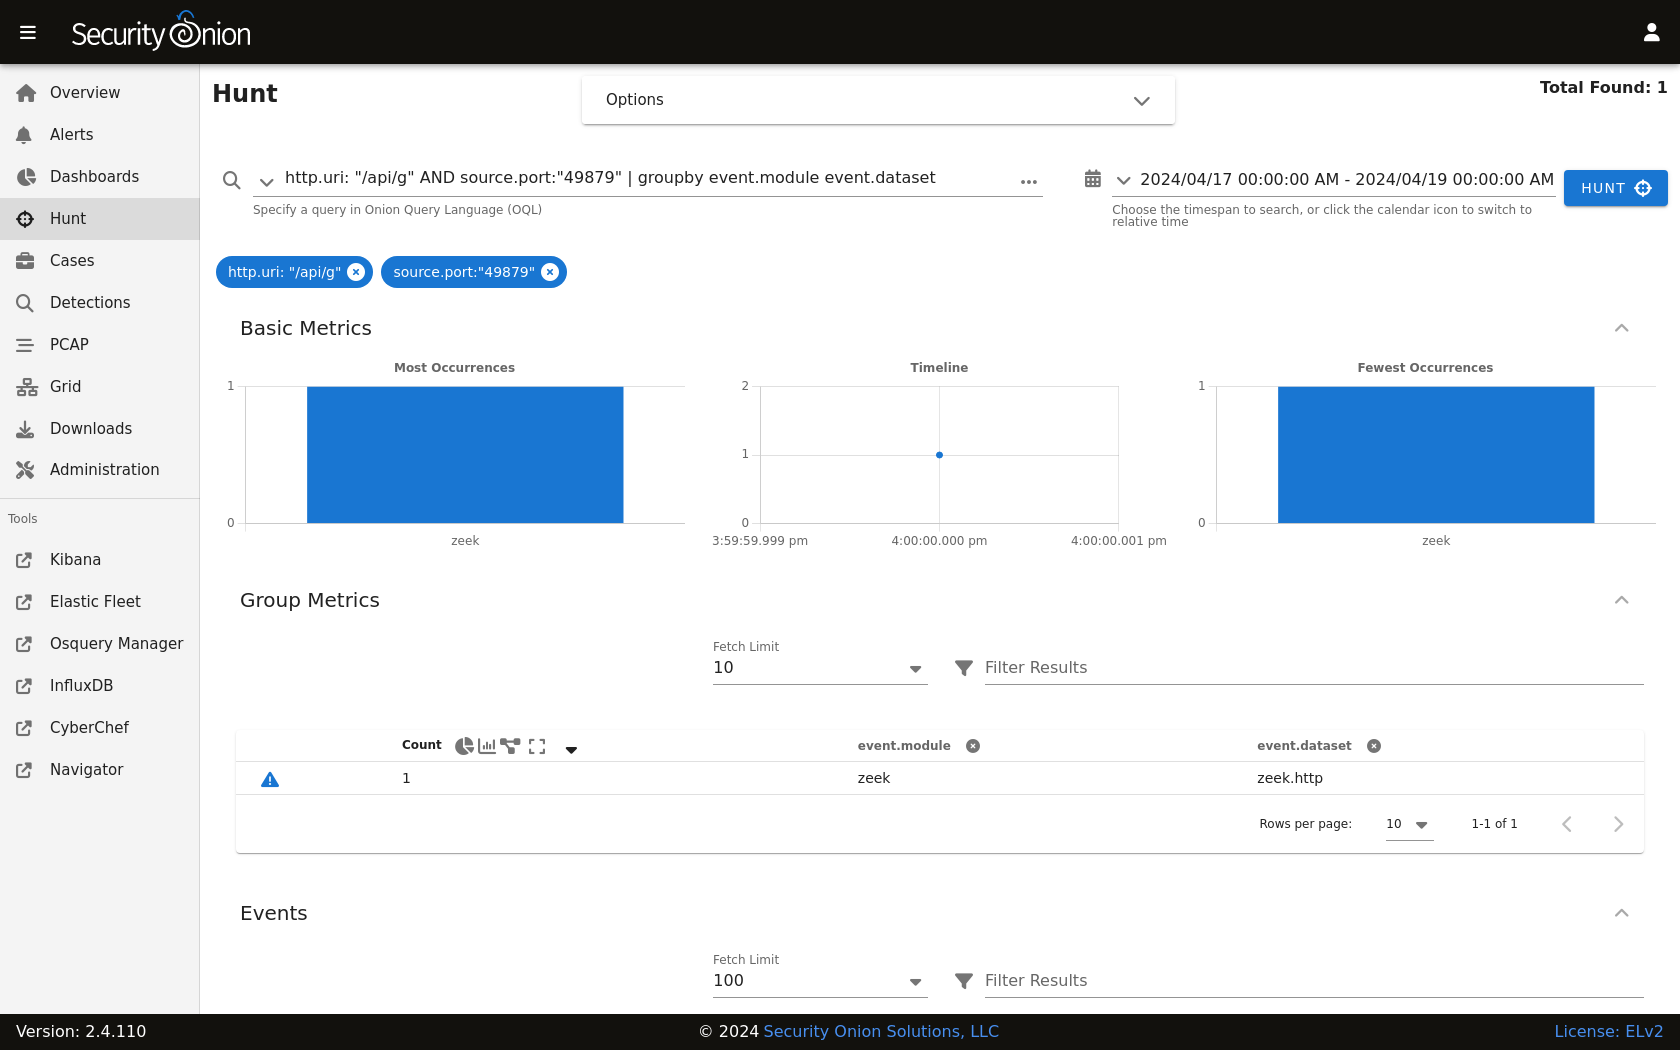 Security Onion
Overview
Alerts
Dashboards
Hunt
Cases
Detections
PCAP
Grid
Downloads
Administration
Tools
Kibana
Elastic Fleet
Osquery Manager
InfluxDB
CyberChef
Navigator
Hunt
Options
Total Found: 1
http.uri: "/api/g" AND source.port:"49879" | groupby event.module event.dataset
Specify a query in Onion Query Language (OQL)
2024/04/17 00:00:00 AM - 2024/04/19 00:00:00 AM
Choose the timespan to search, or click the calendar icon to switch to
relative time
HUNT
http.uri: "/api/g"
source.port:"49879"
Basic Metrics
Most Occurrences
1
0
zeek
Timeline
2
1
0
3:59:59.999 pm
4:00:00.000 pm
4:00:00.001 pm
Fewest Occurrences
1
0
zeek
Group Metrics
Fetch Limit
10
Filter Results
Count event.module event.dataset
1 zeek zeek.http
Rows per page: 10 1-1 of 1
Events
Fetch Limit
100
Filter Results
Version: 2.4.110
© 2024 Security Onion Solutions, LLC
License: ELv2